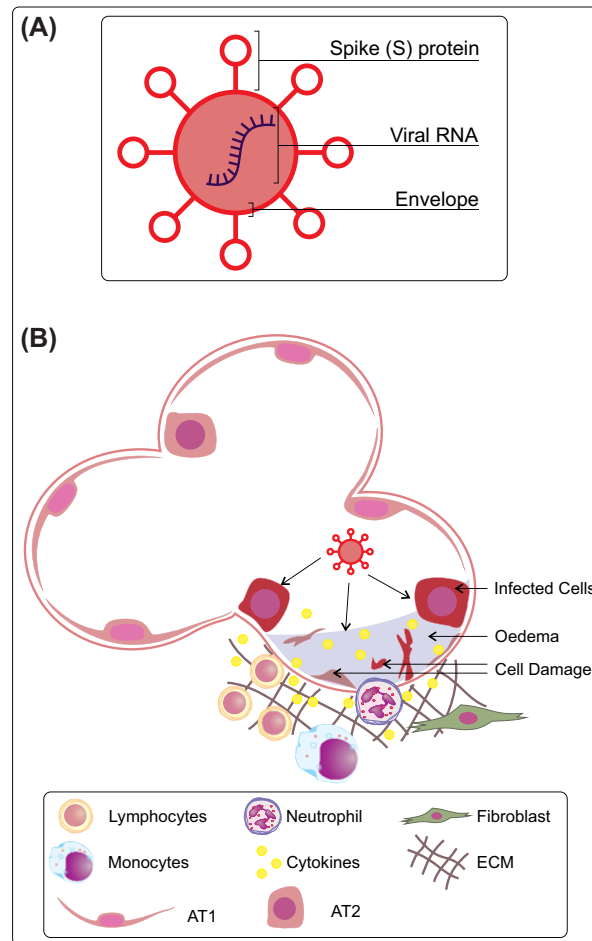 (A)
Spike (S) protein
Viral RNA
Envelope
(B)
Infected Cells
Oedema
Cell Damage
Lymphocytes
Neutrophil
Fibroblast
Monocytes
Cytokines
ECM
AT1
AT2